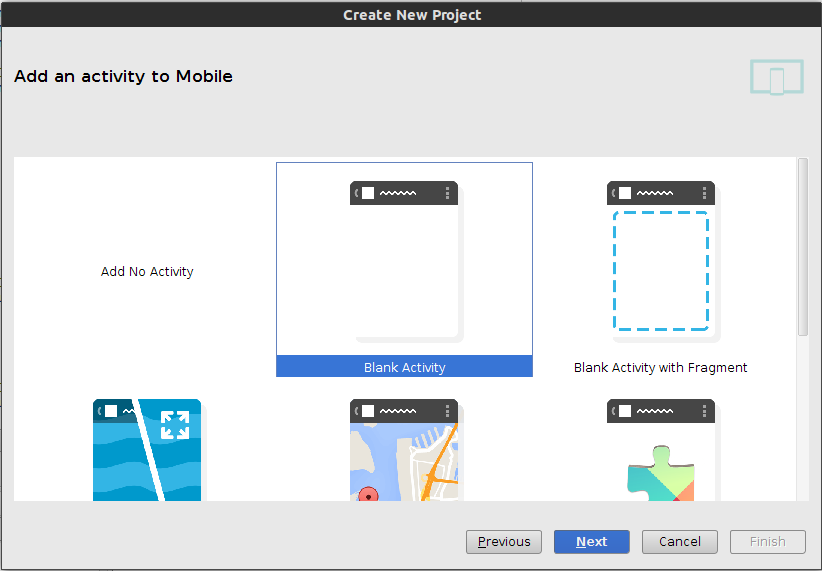 Create New Project
Add an activity to Mobile
Add No Activity
Blank Activity
Blank Activity with Fragment
Previous
Next
Cancel
Finish